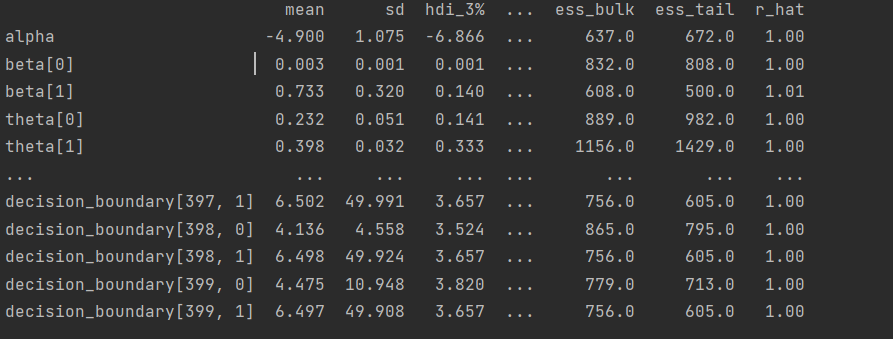 mean sd hdi_3% ... ess_bulk ess_tail r_hat
alpha -4.900 1.075 -6.866 ... 637.0 672.0 1.00
beta[0] 0.003 0.001 0.001 ... 832.0 808.0 1.00
beta[1] 0.733 0.320 0.140 ... 608.0 500.0 1.01
theta[0] 0.232 0.051 0.141 ... 889.0 982.0 1.00
theta[1] 0.398 0.032 0.333 ... 1156.0 1429.0 1.00
... ... ... ... ... ... ... ...
decision_boundary[397, 1] 6.502 49.991 3.657 ... 756.0 605.0 1.00
decision_boundary[398, 0] 4.136 4.558 3.524 ... 865.0 795.0 1.00
decision_boundary[398, 1] 6.498 49.924 3.657 ... 756.0 605.0 1.00
decision_boundary[399, 0] 4.475 10.948 3.820 ... 779.0 713.0 1.00
decision_boundary[399, 1] 6.497 49.908 3.657 ... 756.0 605.0 1.00